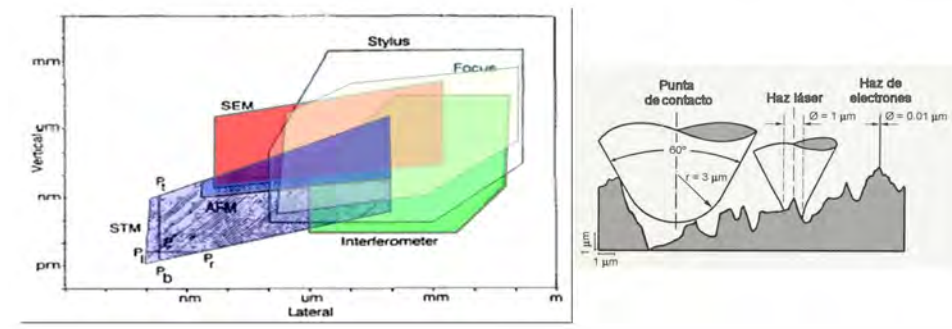 Stylus
Focus
SEM
AFM
STM
Interferometer
Pt
Pl
Pr
Pb
mm
um
nm
pm
Vertical
nm
um
mm
m
Lateral
Punta
de contacto
Haz láser
Haz de
electrones
Ø = 1 µm
Ø = 0.01 µm
60°
r = 3 µm
1 µm
1 µm